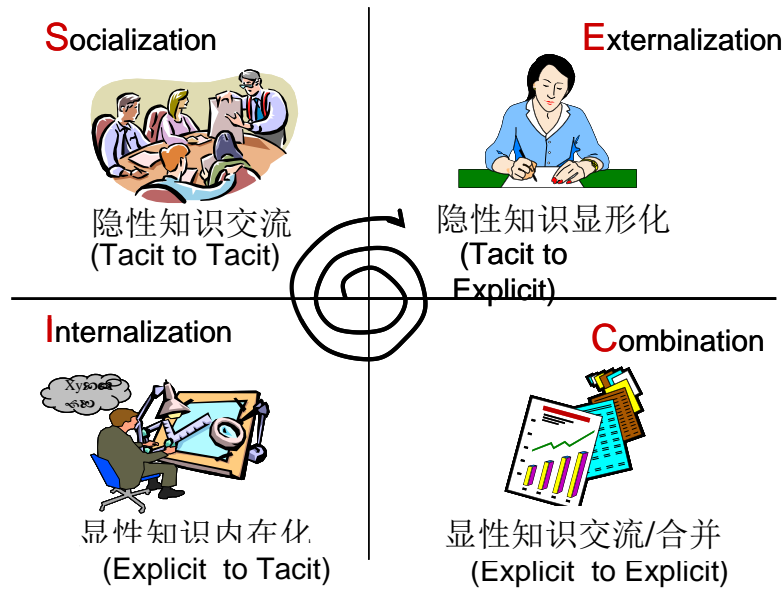 Socialization
隐性知识交流
(Tacit to Tacit)
Externalization
隐性知识显形化
(Tacit to
Explicit)
Internalization
显性知识内在化
(Explicit to Tacit)
Combination
显性知识交流/合并
(Explicit to Explicit)